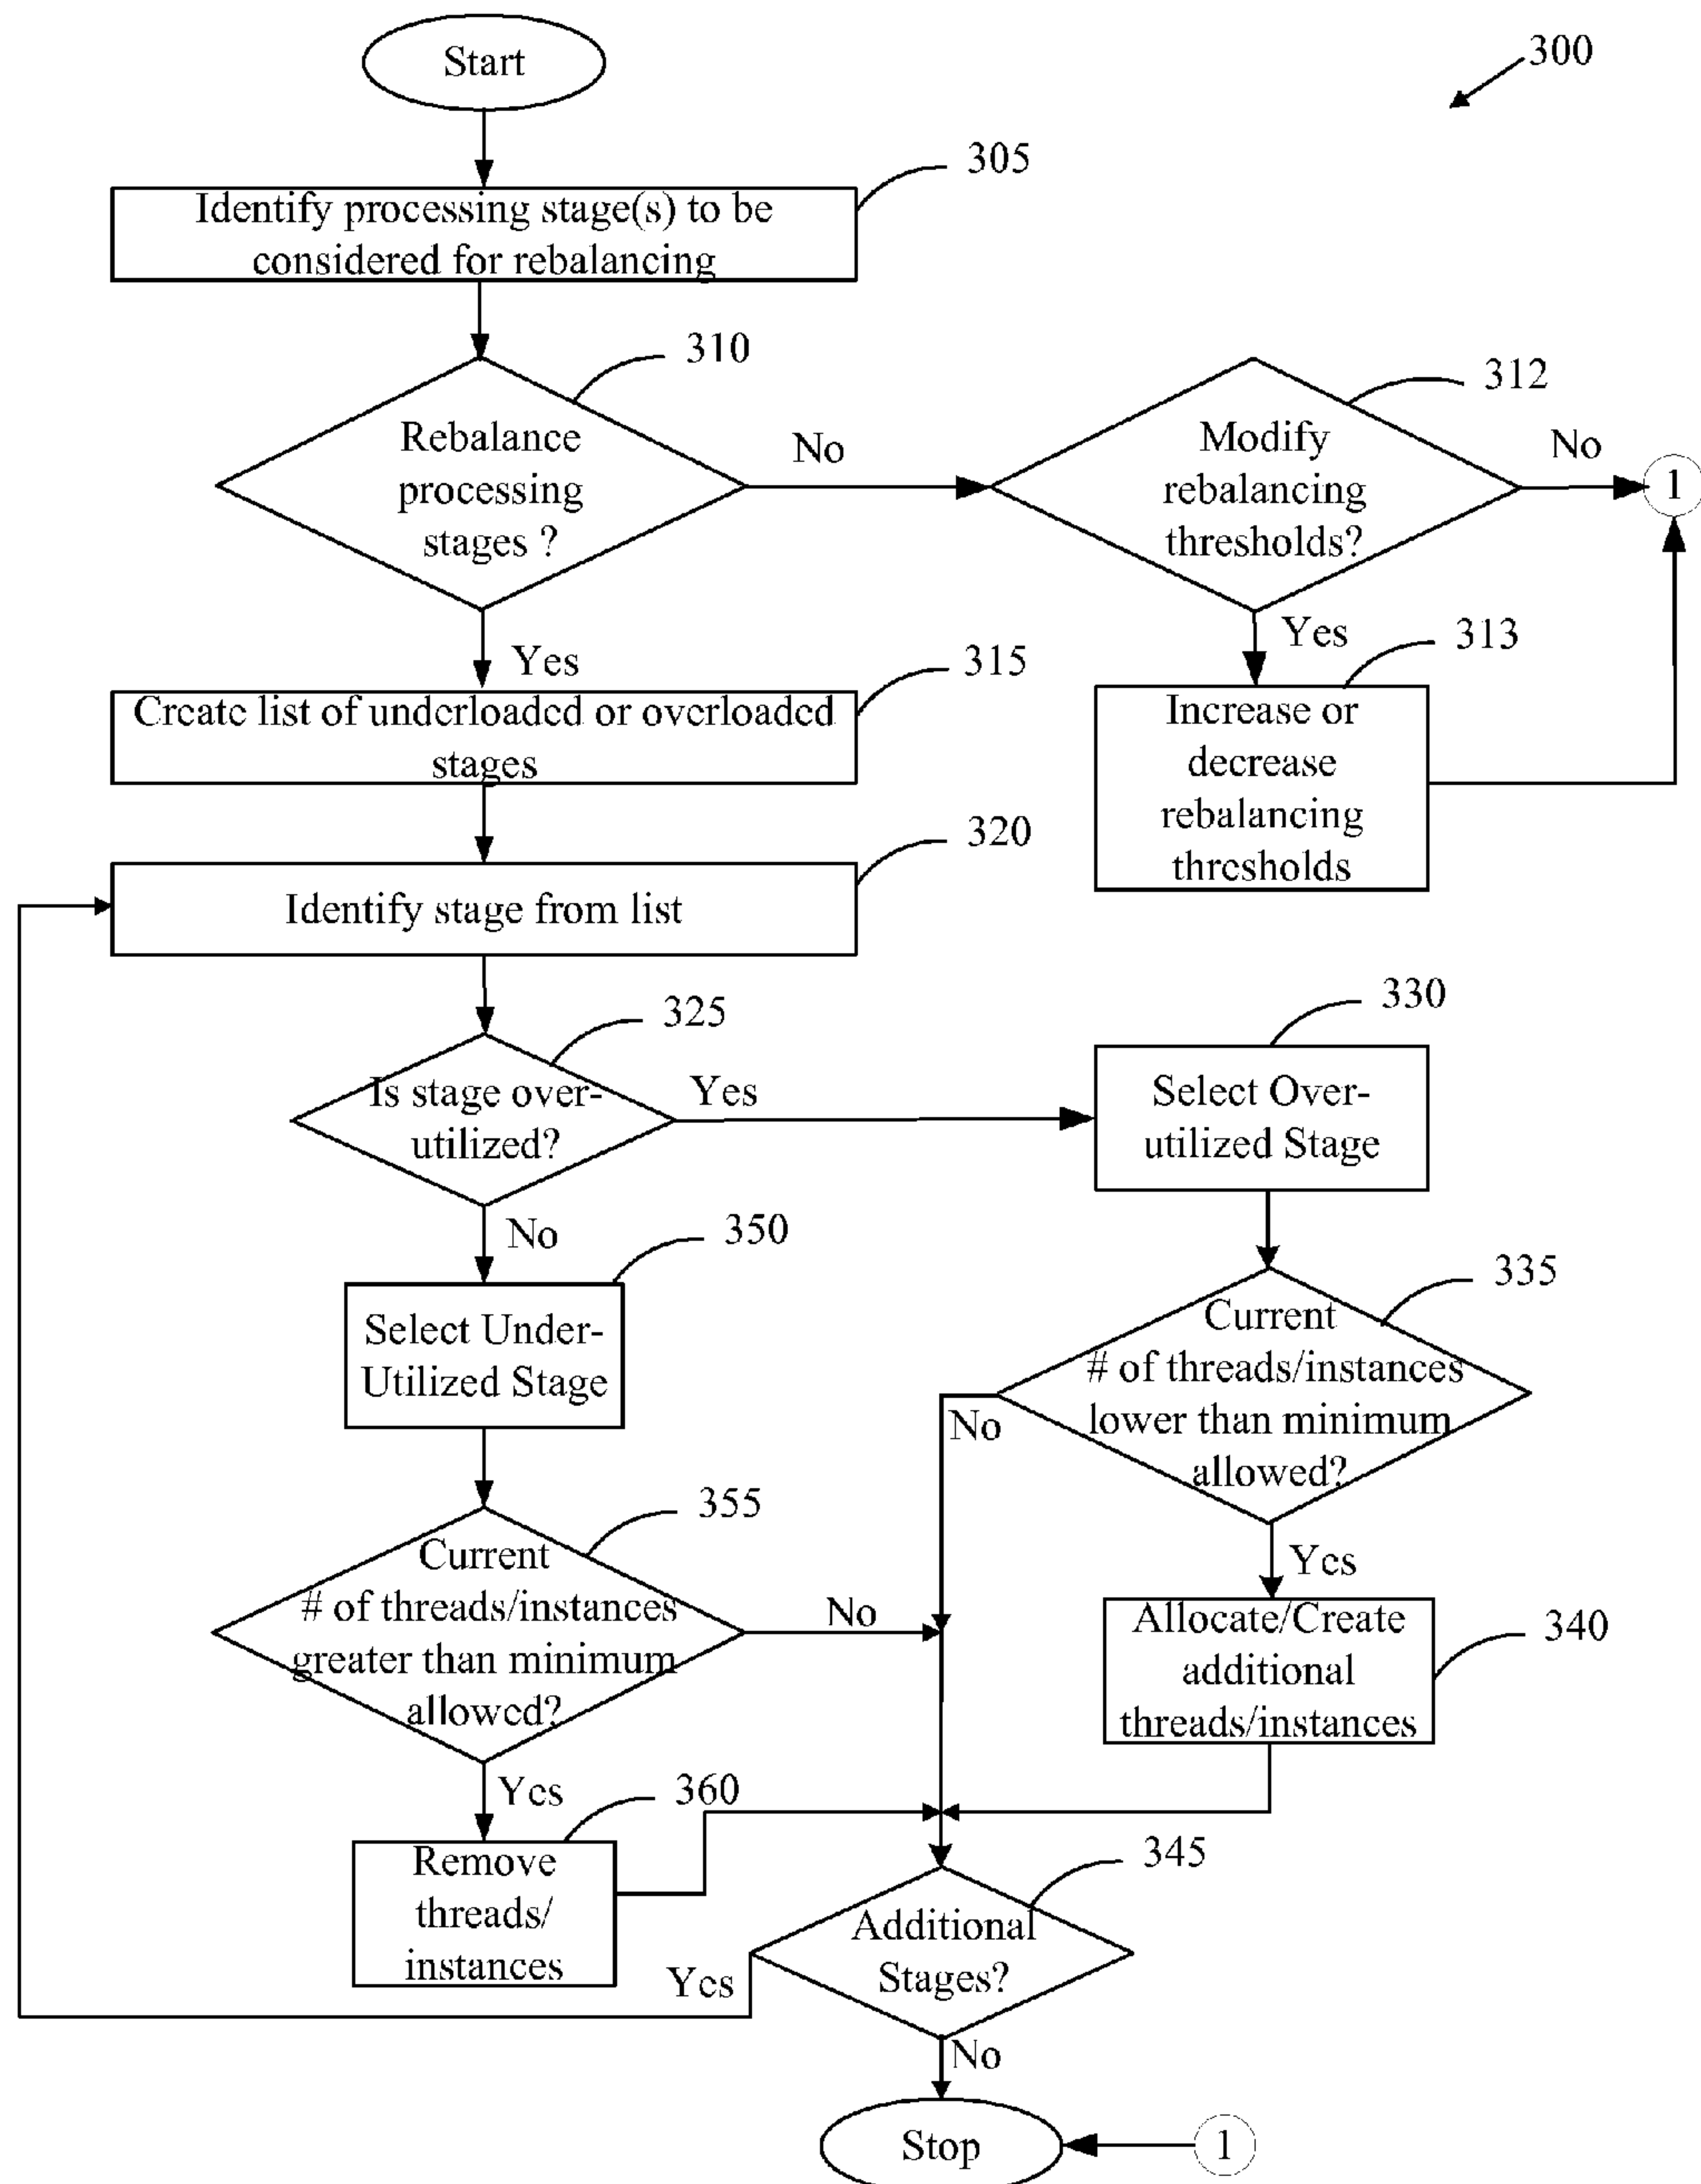 Start
300
305
Identify processing stage(s) to be
considered for rebalancing
310
Rebalance
processing
stages ?
No
312
Modify
rebalancing
thresholds?
No
1
Yes
Yes
313
Increase or
decrease
rebalancing
thresholds
315
Create list of underloaded or overloaded
stages
320
Identify stage from list
325
Is stage over-
utilized?
Yes
330
Select Over-
utilized Stage
No
350
Select Under-
Utilized Stage
335
Current
# of threads/instances
lower than minimum
allowed?
No
Yes
355
Current
# of threads/instances
greater than minimum
allowed?
No
340
Allocate/Create
additional
threads/instances
Yes
360
Remove
threads/
instances
345
Additional
Stages?
Yes
No
Stop
1